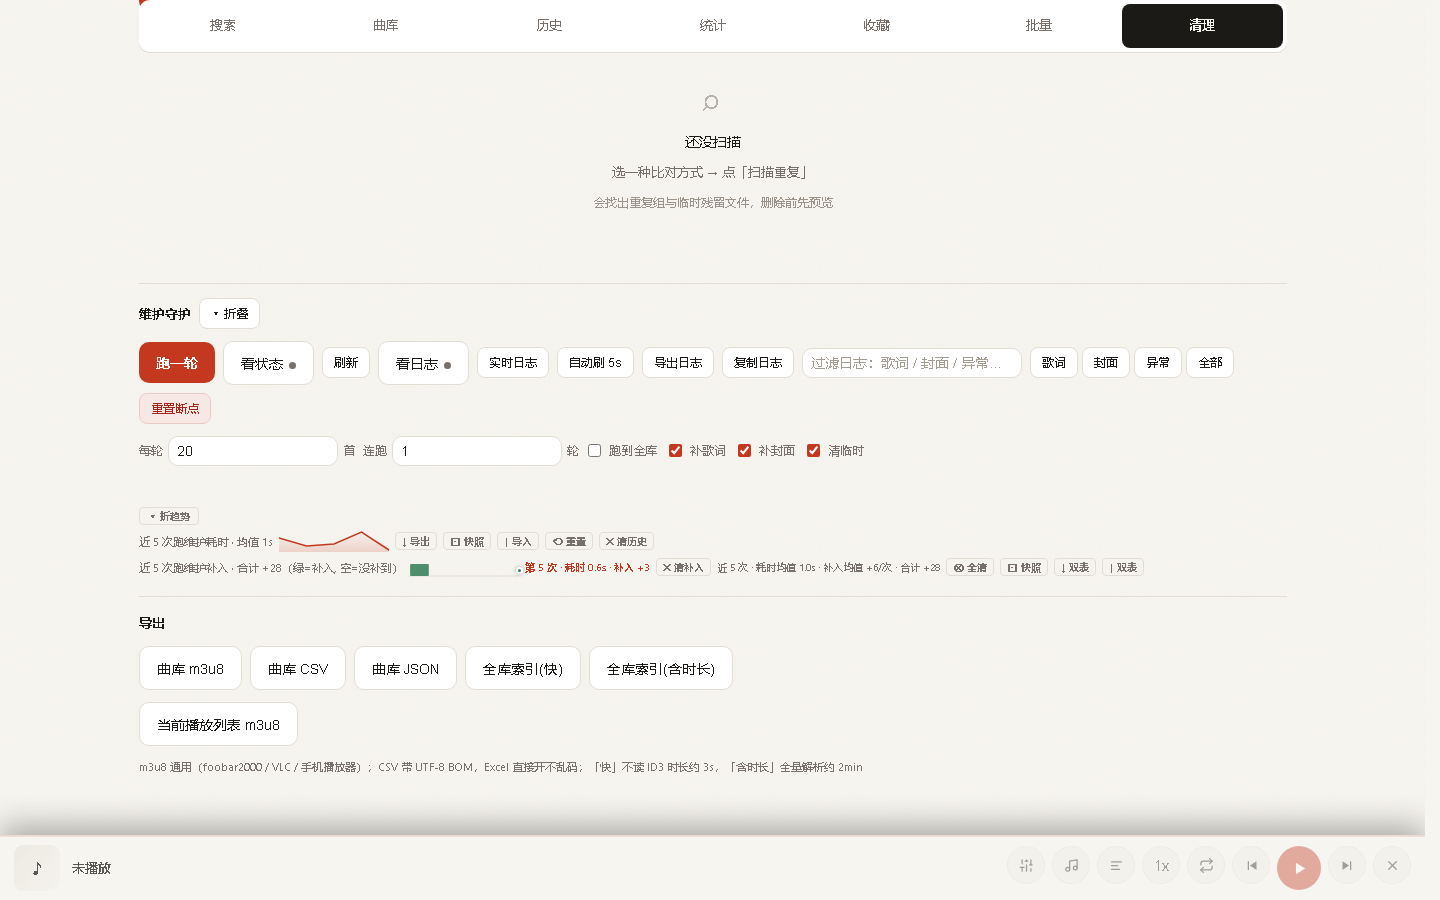 搜索 曲库 历史 统计 收藏 批量 清理
还没扫描
选一种比对方式 → 点「扫描重复」
会找出重复组与临时残留文件，删除前先预览
维护守护 ▾ 折叠
跑一轮 看状态 看日志 刷新 实时日志 自动刷 5s 导出日志 复制日志 过滤日志：歌词 / 封面 / 异常… 歌词 封面 异常 全部
重置断点
每轮 20 首 连跑 1 轮 跑到全库 补歌词 补封面 清临时
▾ 折趋势
近 5 次跑维护耗时 · 均值 1s ↓ 导出 快照 导入 重置 ✕ 清历史
近 5 次跑维护补入 · 合计 +28（绿=补入, 空=没补到） 第 5 次 · 耗时 0.6s · 补入 +3 ✕ 清补入 近 5 次 · 耗时均值 1.0s · 补入均值 +6/次 · 合计 +28 ⊗ 全清 快照 ↓ 双表 双表
导出
曲库 m3u8 曲库 CSV 曲库 JSON 全库索引(快) 全库索引(含时长)
当前播放列表 m3u8
m3u8 通用（foobar2000 / VLC / 手机播放器）；CSV 带 UTF-8 BOM，Excel 直接开不乱码；「快」不读 ID3 时长约 3s，「含时长」全量解析约 2min
未播放 1x